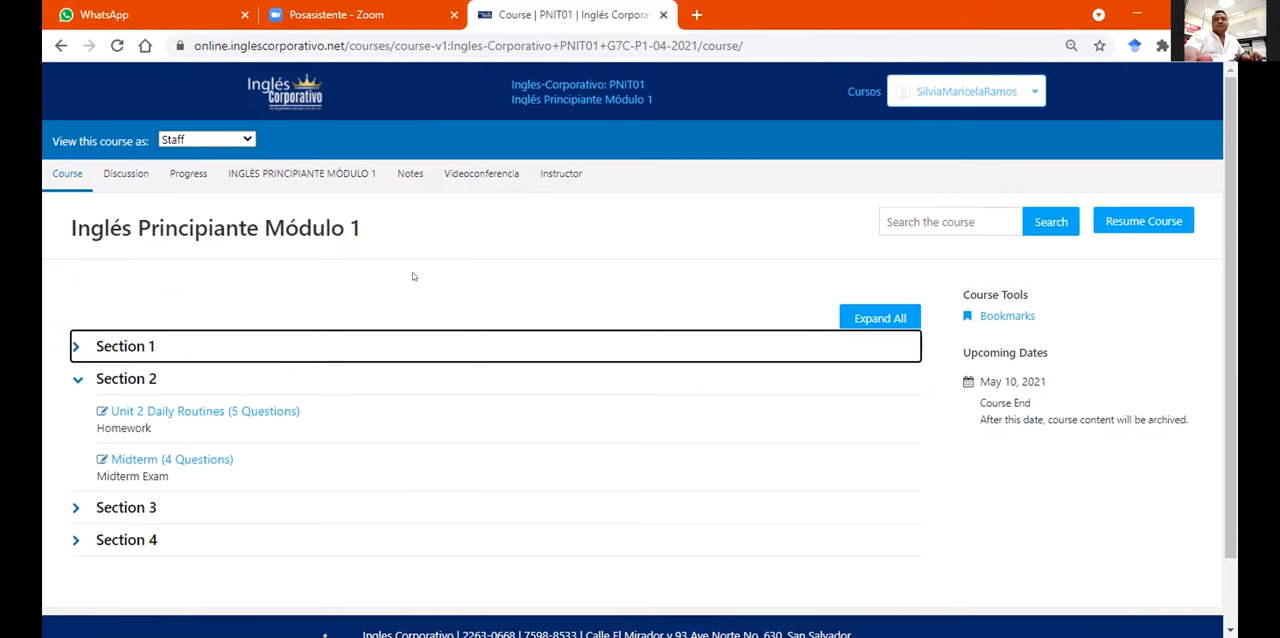 WhatsApp
Posasistente - Zoom
Course | PNIT01 | Inglés Corpora
online.inglescorporativo.net/courses/course-v1:Ingles-Corporativo+PNIT01+G7C-P1-04-2021/course/
Inglés
Corporativo
Ingles-Corporativo: PNIT01
Inglés Principiante Módulo 1
Cursos
SilviaMaricelaRamos
View this course as:
Staff
Course
Discussion
Progress
INGLÉS PRINCIPIANTE MÓDULO 1
Notes
Videoconferencia
Instructor
Inglés Principiante Módulo 1
Search the course
Search
Resume Course
Expand All
Section 1
Section 2
Unit 2 Daily Routines (5 Questions)
Homework
Midterm (4 Questions)
Midterm Exam
Section 3
Section 4
Course Tools
Bookmarks
Upcoming Dates
May 10, 2021
Course End
After this date, course content will be archived.
Ingles Corporativo | 2263-0668 | 7598-8533 | Calle El Mirador y 93 Ave Norte No. 630, San Salvador